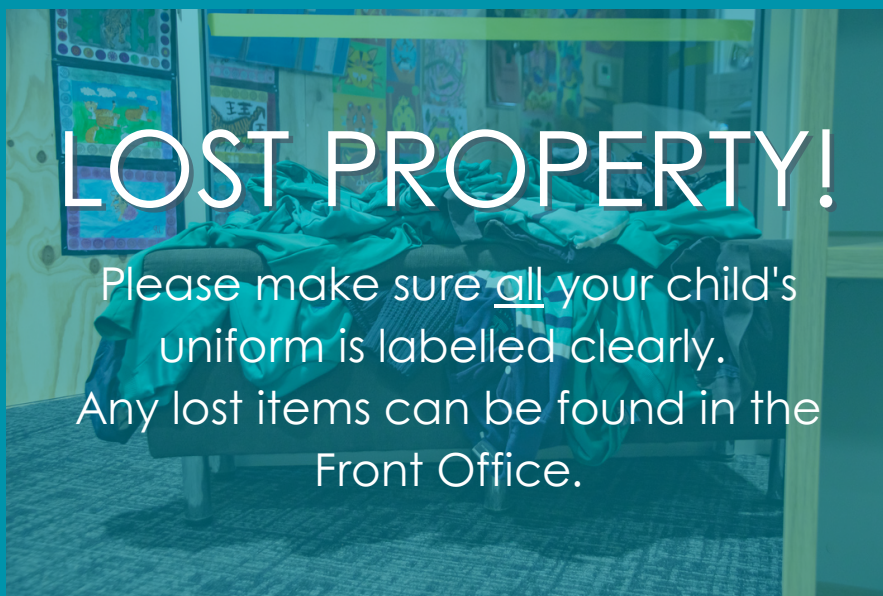 LOST PROPERTY!
Please make sure all your child's
uniform is labelled clearly.
Any lost items can be found in the
Front Office.